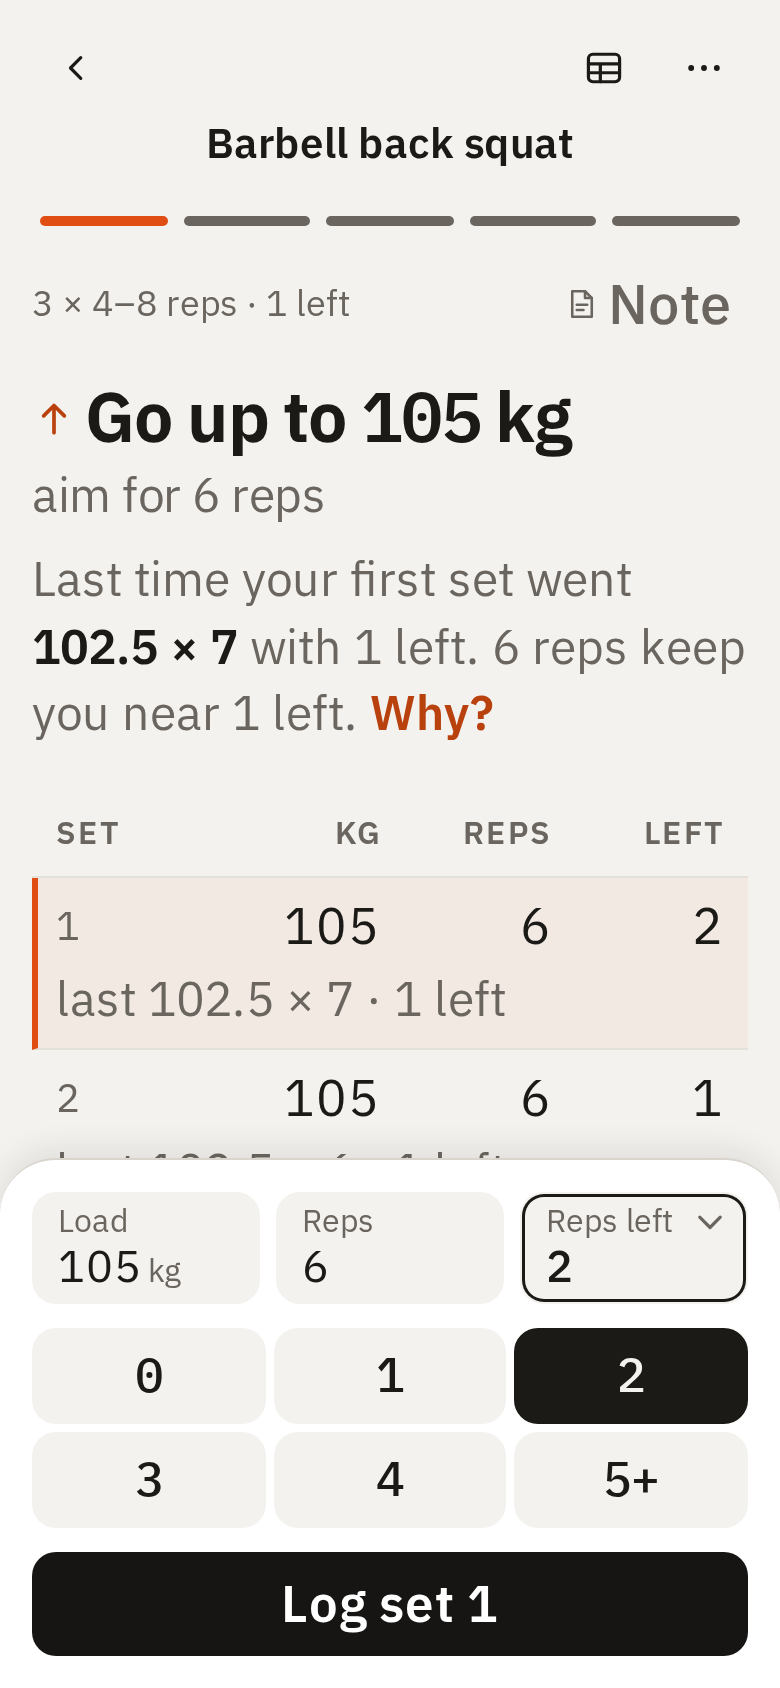 Barbell back squat
3 × 4–8 reps · 1 left
Note
↑ Go up to 105 kg
aim for 6 reps
Last time your first set went
102.5 × 7 with 1 left. 6 reps keep
you near 1 left. Why?
SET KG REPS LEFT
1 105 6 2
last 102.5 × 7 · 1 left
2 105 6 1
Load Reps Reps left
105 kg 6 2
0 1 2
3 4 5+
Log set 1